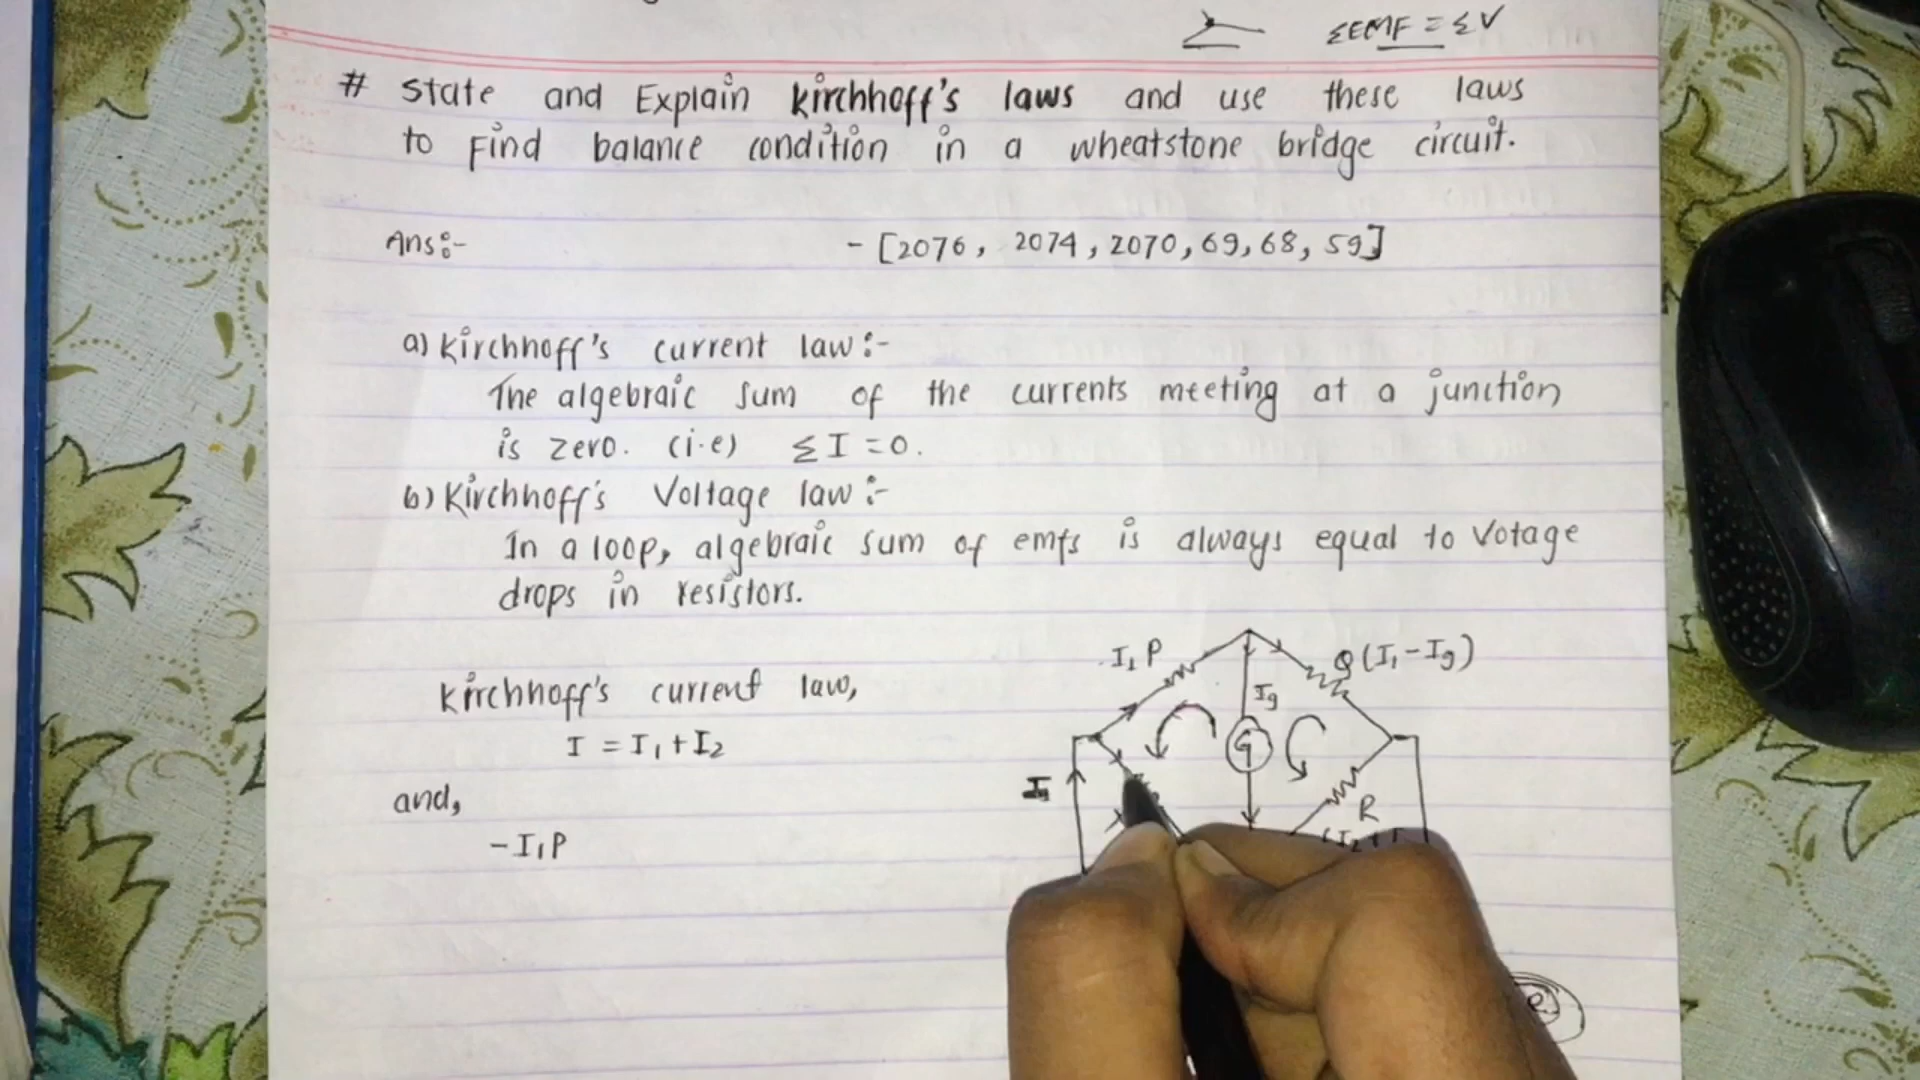 ΣEMF = ΣV
# State and Explain Kirchhoff's laws and use these laws
to Find balance condition in a wheatstone bridge circuit.
Ans:-
- [2076, 2074, 2070, 69, 68, 59]
a) Kirchhoff's current law:-
The algebraic sum of the currents meeting at a junction
is zero. (i.e) ΣI = 0.
b) Kirchhoff's Voltage law:-
In a loop, algebraic sum of emfs is always equal to Votage
drops in resistors.
Kirchhoff's current law,
I = I₁ + I₂
and,
-I₁P
I₁ P
Q (I₁ - Ig)
Ig
G
R